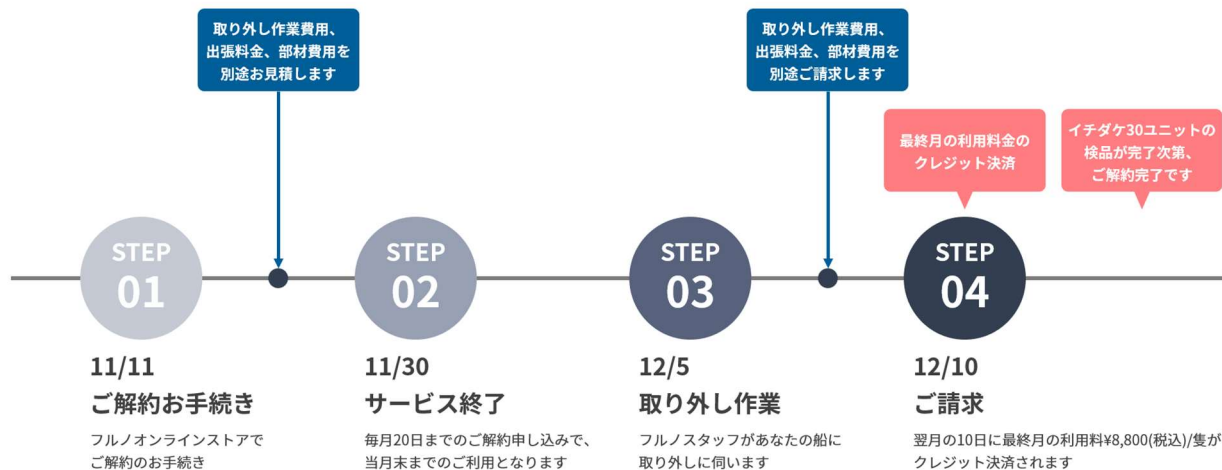 取り外し作業費用、
出張料金、部材費用を
別途お見積します
取り外し作業費用、
出張料金、部材費用を
別途ご請求します
最終月の利用料金の
クレジット決済
イチダケ30ユニットの
検品が完了次第、
ご解約完了です
STEP
01
11/11
ご解約お手続き
フルノオンラインストアで
ご解約のお手続き
STEP
02
11/30
サービス終了
毎月20日までのご解約申し込みで、
当月末までのご利用となります
STEP
03
12/5
取り外し作業
フルノスタッフがあなたの船に
取り外しに伺います
STEP
04
12/10
ご請求
翌月の10日に最終月の利用料¥8,800(税込)/隻が
クレジット決済されます